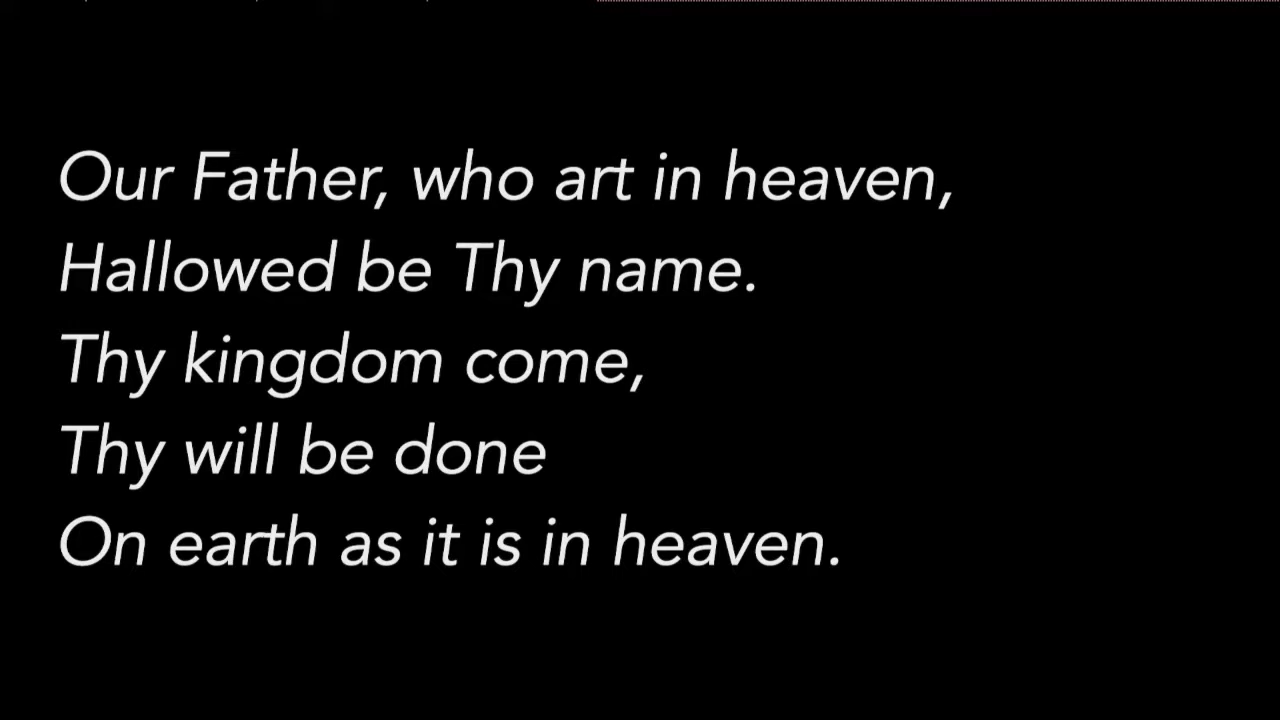 Our Father, who art in heaven,
Hallowed be Thy name.
Thy kingdom come,
Thy will be done
On earth as it is in heaven.